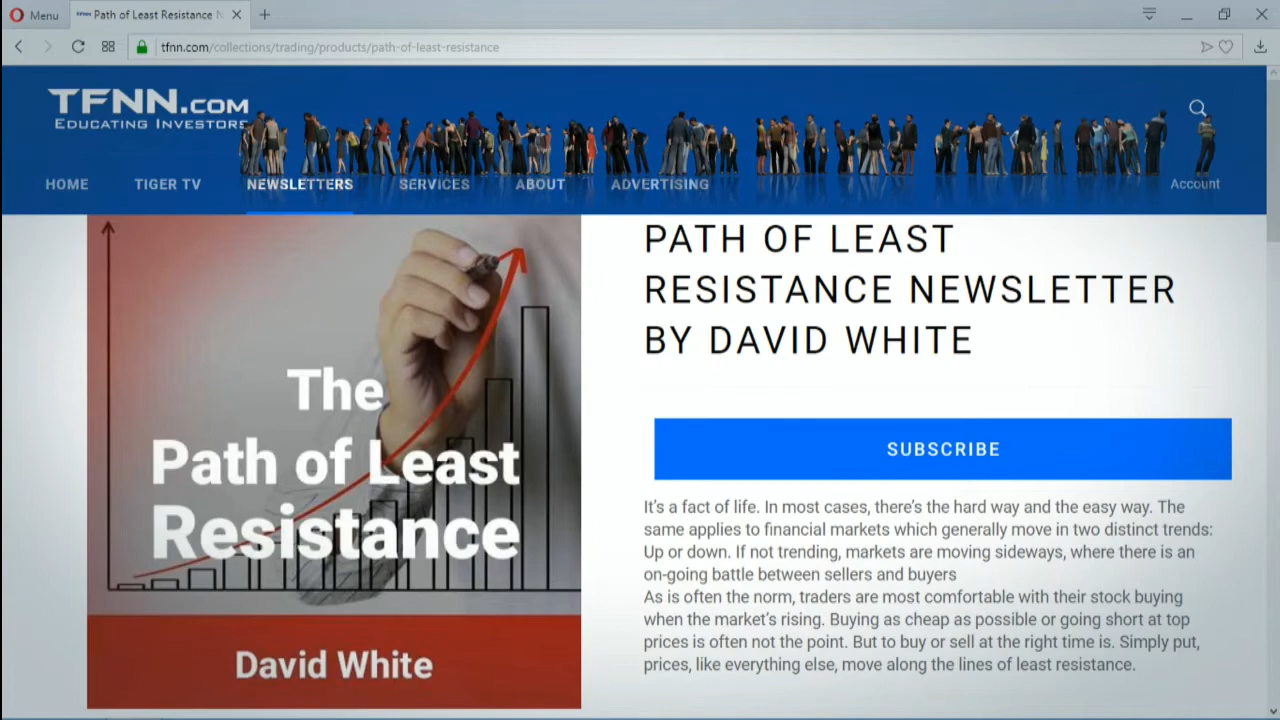 Menu
TFNN Path of Least Resistance N
tfnn.com/collections/trading/products/path-of-least-resistance
TFNN.COM
EDUCATING INVESTORS
HOME TIGER TV NEWSLETTERS SERVICES ABOUT ADVERTISING Account
The
Path of Least
Resistance
David White
PATH OF LEAST
RESISTANCE NEWSLETTER
BY DAVID WHITE
SUBSCRIBE
It's a fact of life. In most cases, there's the hard way and the easy way. The
same applies to financial markets which generally move in two distinct trends:
Up or down. If not trending, markets are moving sideways, where there is an
on-going battle between sellers and buyers
As is often the norm, traders are most comfortable with their stock buying
when the market's rising. Buying as cheap as possible or going short at top
prices is often not the point. But to buy or sell at the right time is. Simply put,
prices, like everything else, move along the lines of least resistance.